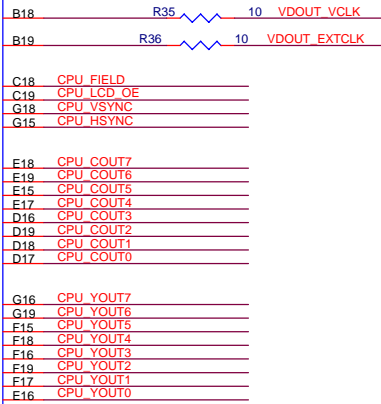 B18 R35 10 VDOUT_VCLK
B19 R36 10 VDOUT_EXTCLK
C18 CPU_FIELD
C19 CPU_LCD_OE
G18 CPU_VSYNC
G15 CPU_HSYNC
E18 CPU_COUT7
E19 CPU_COUT6
E15 CPU_COUT5
E17 CPU_COUT4
D16 CPU_COUT3
D19 CPU_COUT2
D18 CPU_COUT1
D17 CPU_COUT0
G16 CPU_YOUT7
G19 CPU_YOUT6
F15 CPU_YOUT5
F18 CPU_YOUT4
F16 CPU_YOUT3
F19 CPU_YOUT2
F17 CPU_YOUT1
E16 CPU_YOUT0